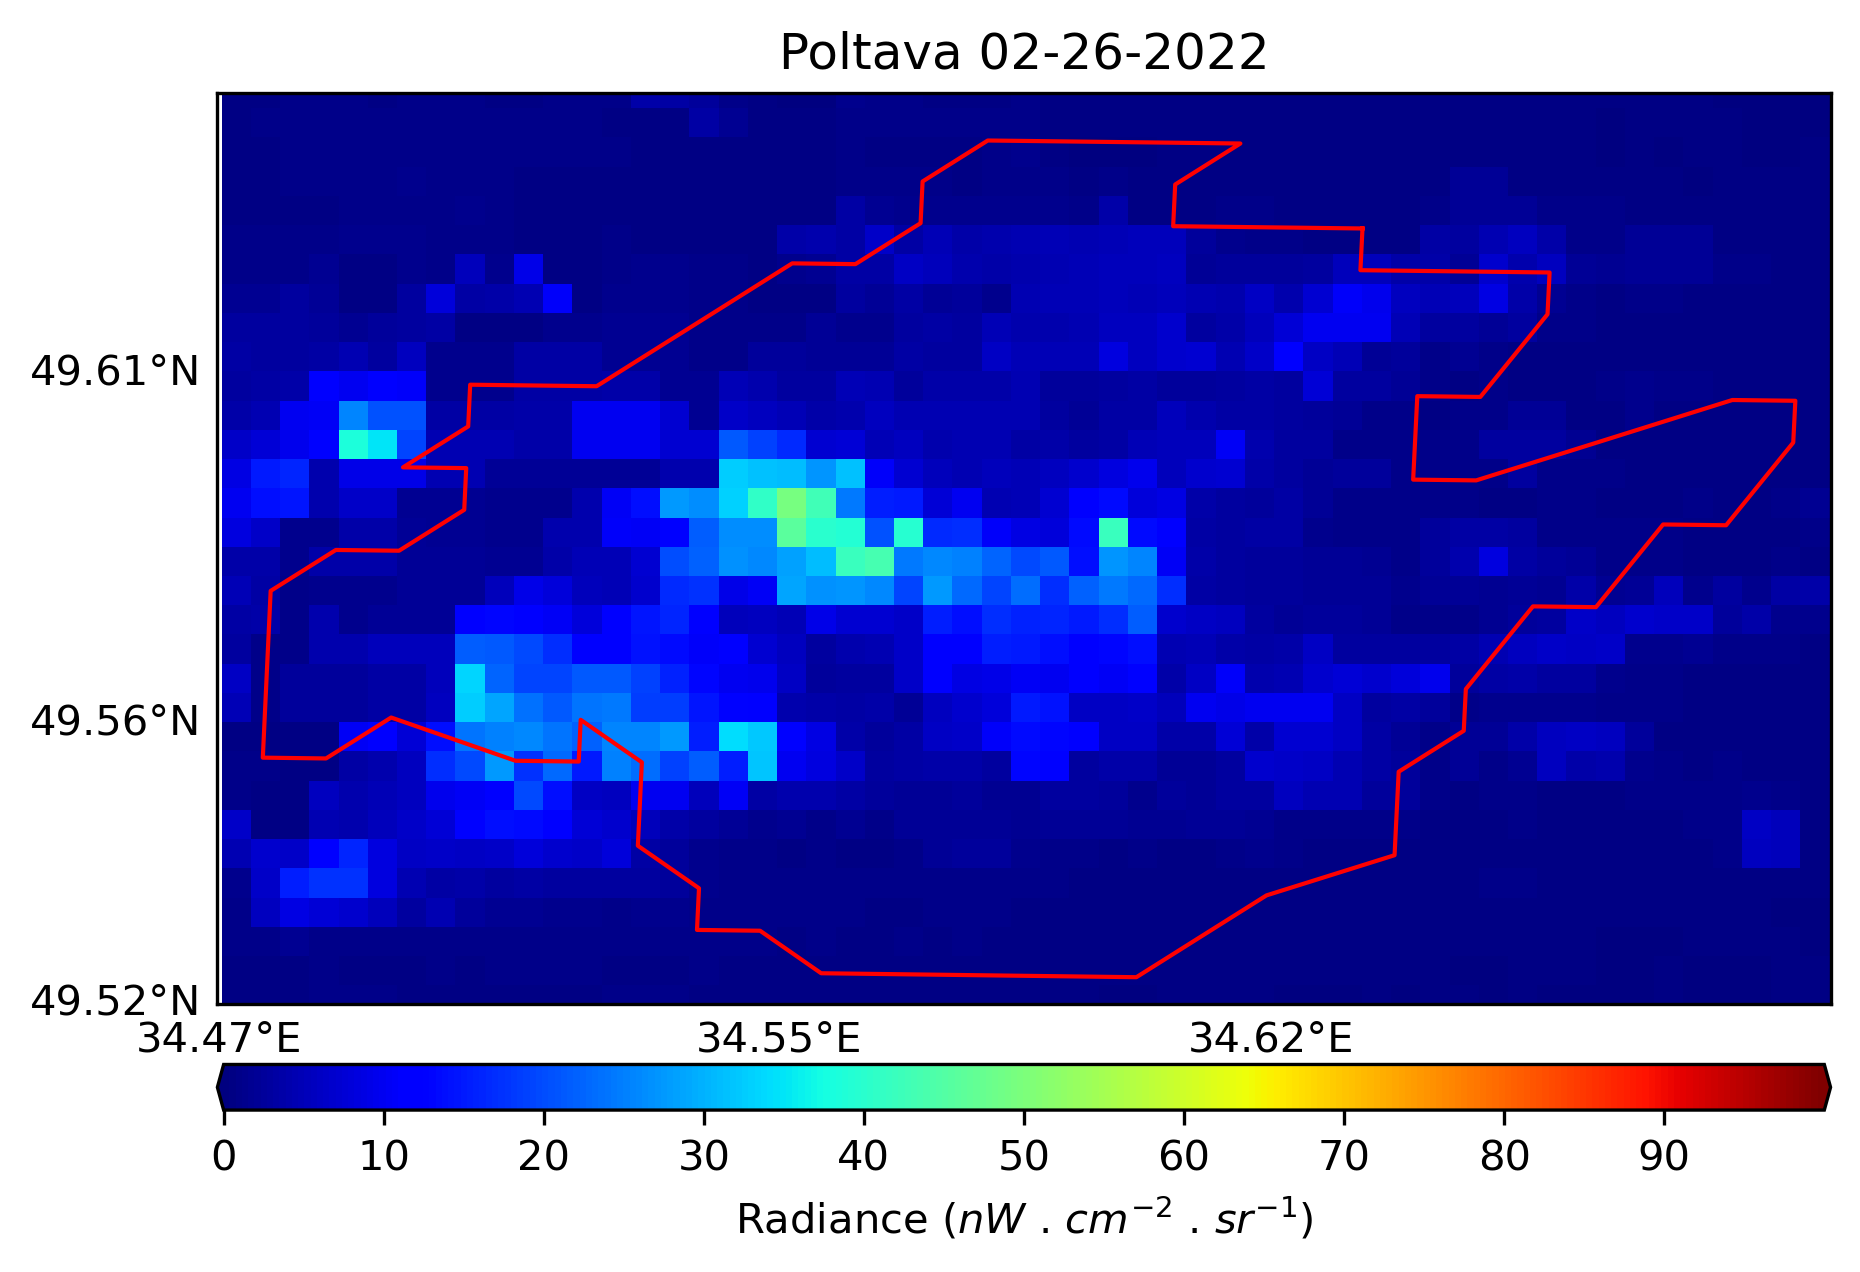 Poltava 02-26-2022
49.61°N
49.56°N
49.52°N
34.47°E 34.55°E 34.62°E
0 10 20 30 40 50 60 70 80 90
Radiance (nW . cm⁻² . sr⁻¹)